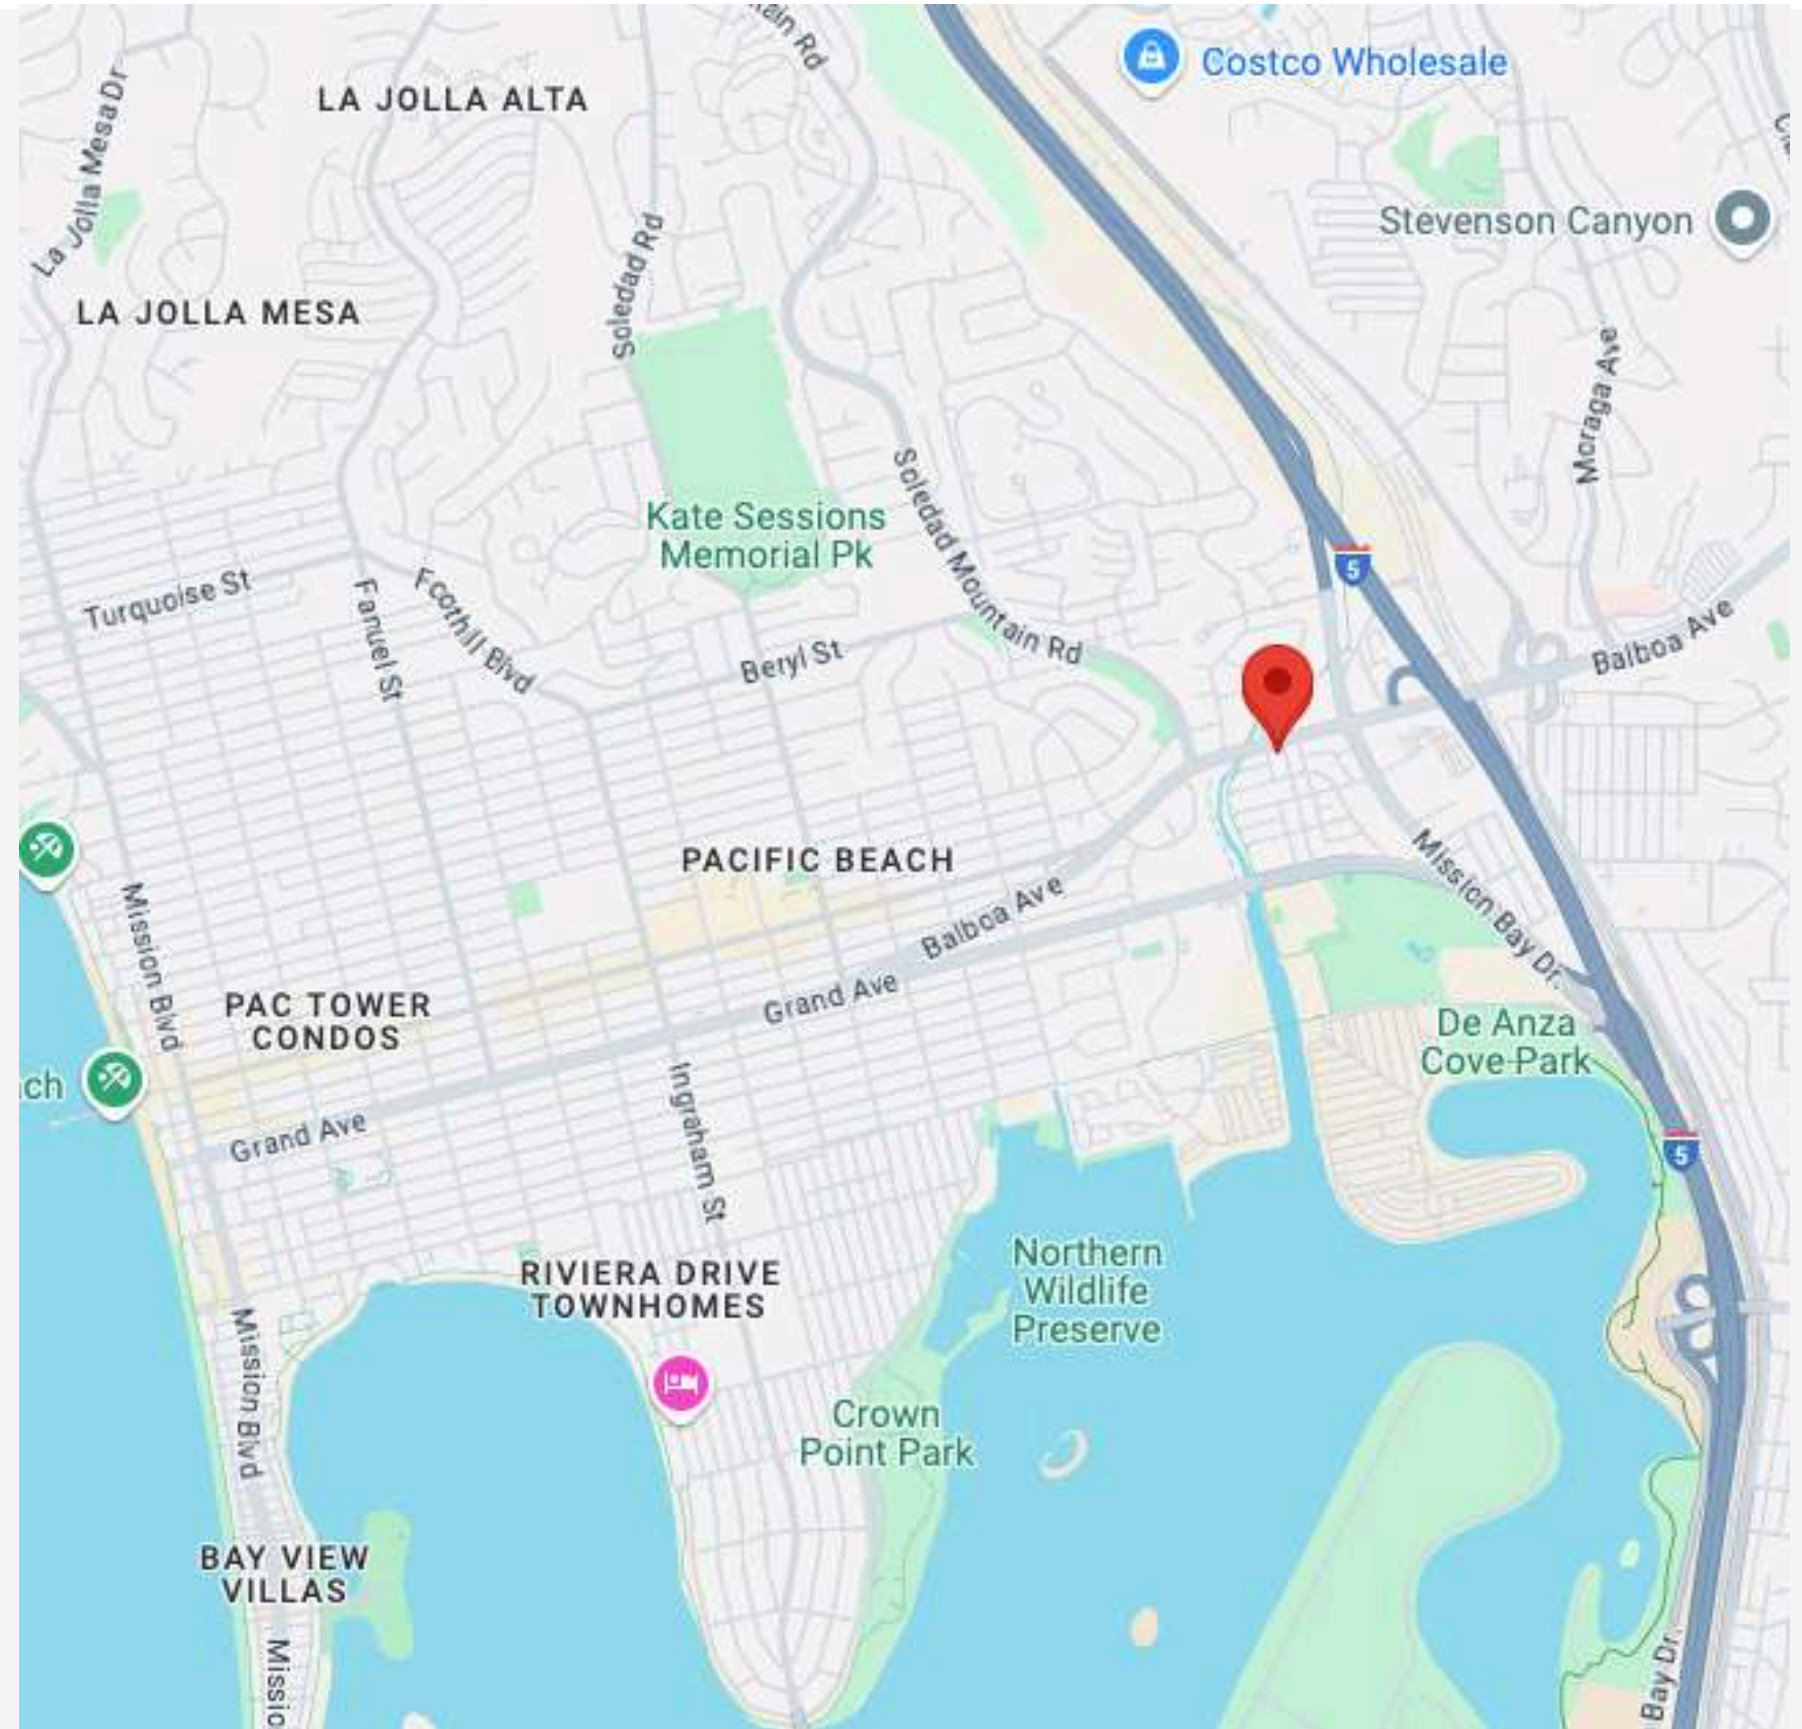 tain Rd
Costco Wholesale
LA JOLLA ALTA
La Jolla Mesa Dr
Stevenson Canyon
Soledad Rd
LA JOLLA MESA
Moraga Ave
Soledad Mountain Rd
Kate Sessions
Memorial Pk
5
Turquoise St
Fanuel St
Foothill Blvd
Beryl St
Balboa Ave
PACIFIC BEACH
Mission Bay Dr.
Mission Blvd
Balboa Ave
Grand Ave
PAC TOWER
CONDOS
De Anza
Cove Park
ch
Grand Ave
Ingraham St
5
Northern
Wildlife
Preserve
RIVIERA DRIVE
TOWNHOMES
Mission Blvd
Crown
Point Park
BAY VIEW
VILLAS
Missio
Bay Dr.